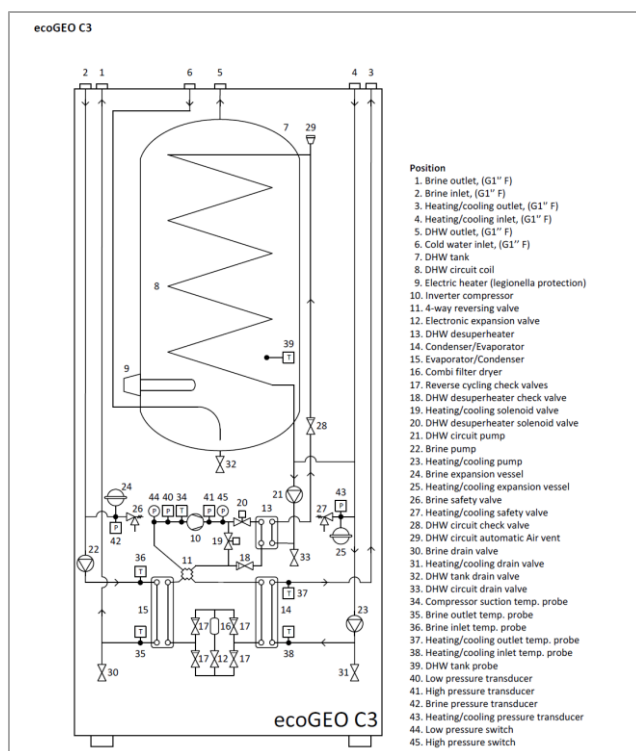 ecoGEO C3
2 1 6 5 4 3
7 29
8
39
T
9
28
32
24
26
44 40 34 41 45 20 13
P P T P P
21
27
43
P
P
42
10
19
25
33
22
36
T
11
18
T
37
15
17 16 17
14
23
T
35
17 12 17
T
38
30
31
ecoGEO C3
Position
1. Brine outlet, (G1’’ F)
2. Brine inlet, (G1’’ F)
3. Heating/cooling outlet, (G1’’ F)
4. Heating/cooling inlet, (G1’’ F)
5. DHW outlet, (G1’’ F)
6. Cold water inlet, (G1’’ F)
7. DHW tank
8. DHW circuit coil
9. Electric heater (legionella protection)
10. Inverter compressor
11. 4-way reversing valve
12. Electronic expansion valve
13. DHW desuperheater
14. Condenser/Evaporator
15. Evaporator/Condenser
16. Combi filter dryer
17. Reverse cycling check valves
18. DHW desuperheater check valve
19. Heating/cooling solenoid valve
20. DHW desuperheater solenoid valve
21. DHW circuit pump
22. Brine pump
23. Heating/cooling pump
24. Brine expansion vessel
25. Heating/cooling expansion vessel
26. Brine safety valve
27. Heating/cooling safety valve
28. DHW circuit check valve
29. DHW circuit automatic Air vent
30. Brine drain valve
31. Heating/cooling drain valve
32. DHW tank drain valve
33. DHW circuit drain valve
34. Compressor suction temp. probe
35. Brine outlet temp. probe
36. Brine inlet temp. probe
37. Heating/cooling outlet temp. probe
38. Heating/cooling inlet temp. probe
39. DHW tank probe
40. Low pressure transducer
41. High pressure transducer
42. Brine pressure transducer
43. Heating/cooling pressure transducer
44. Low pressure switch
45. High pressure switch